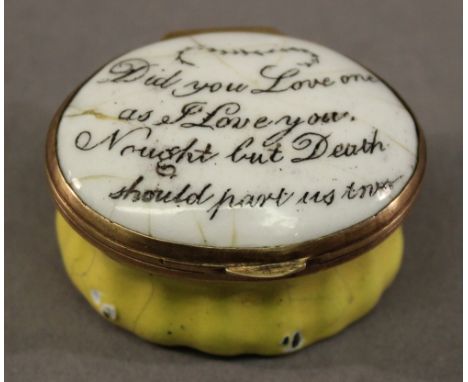 Did you Love one
as I Love you,
Nought but Death
should part us two